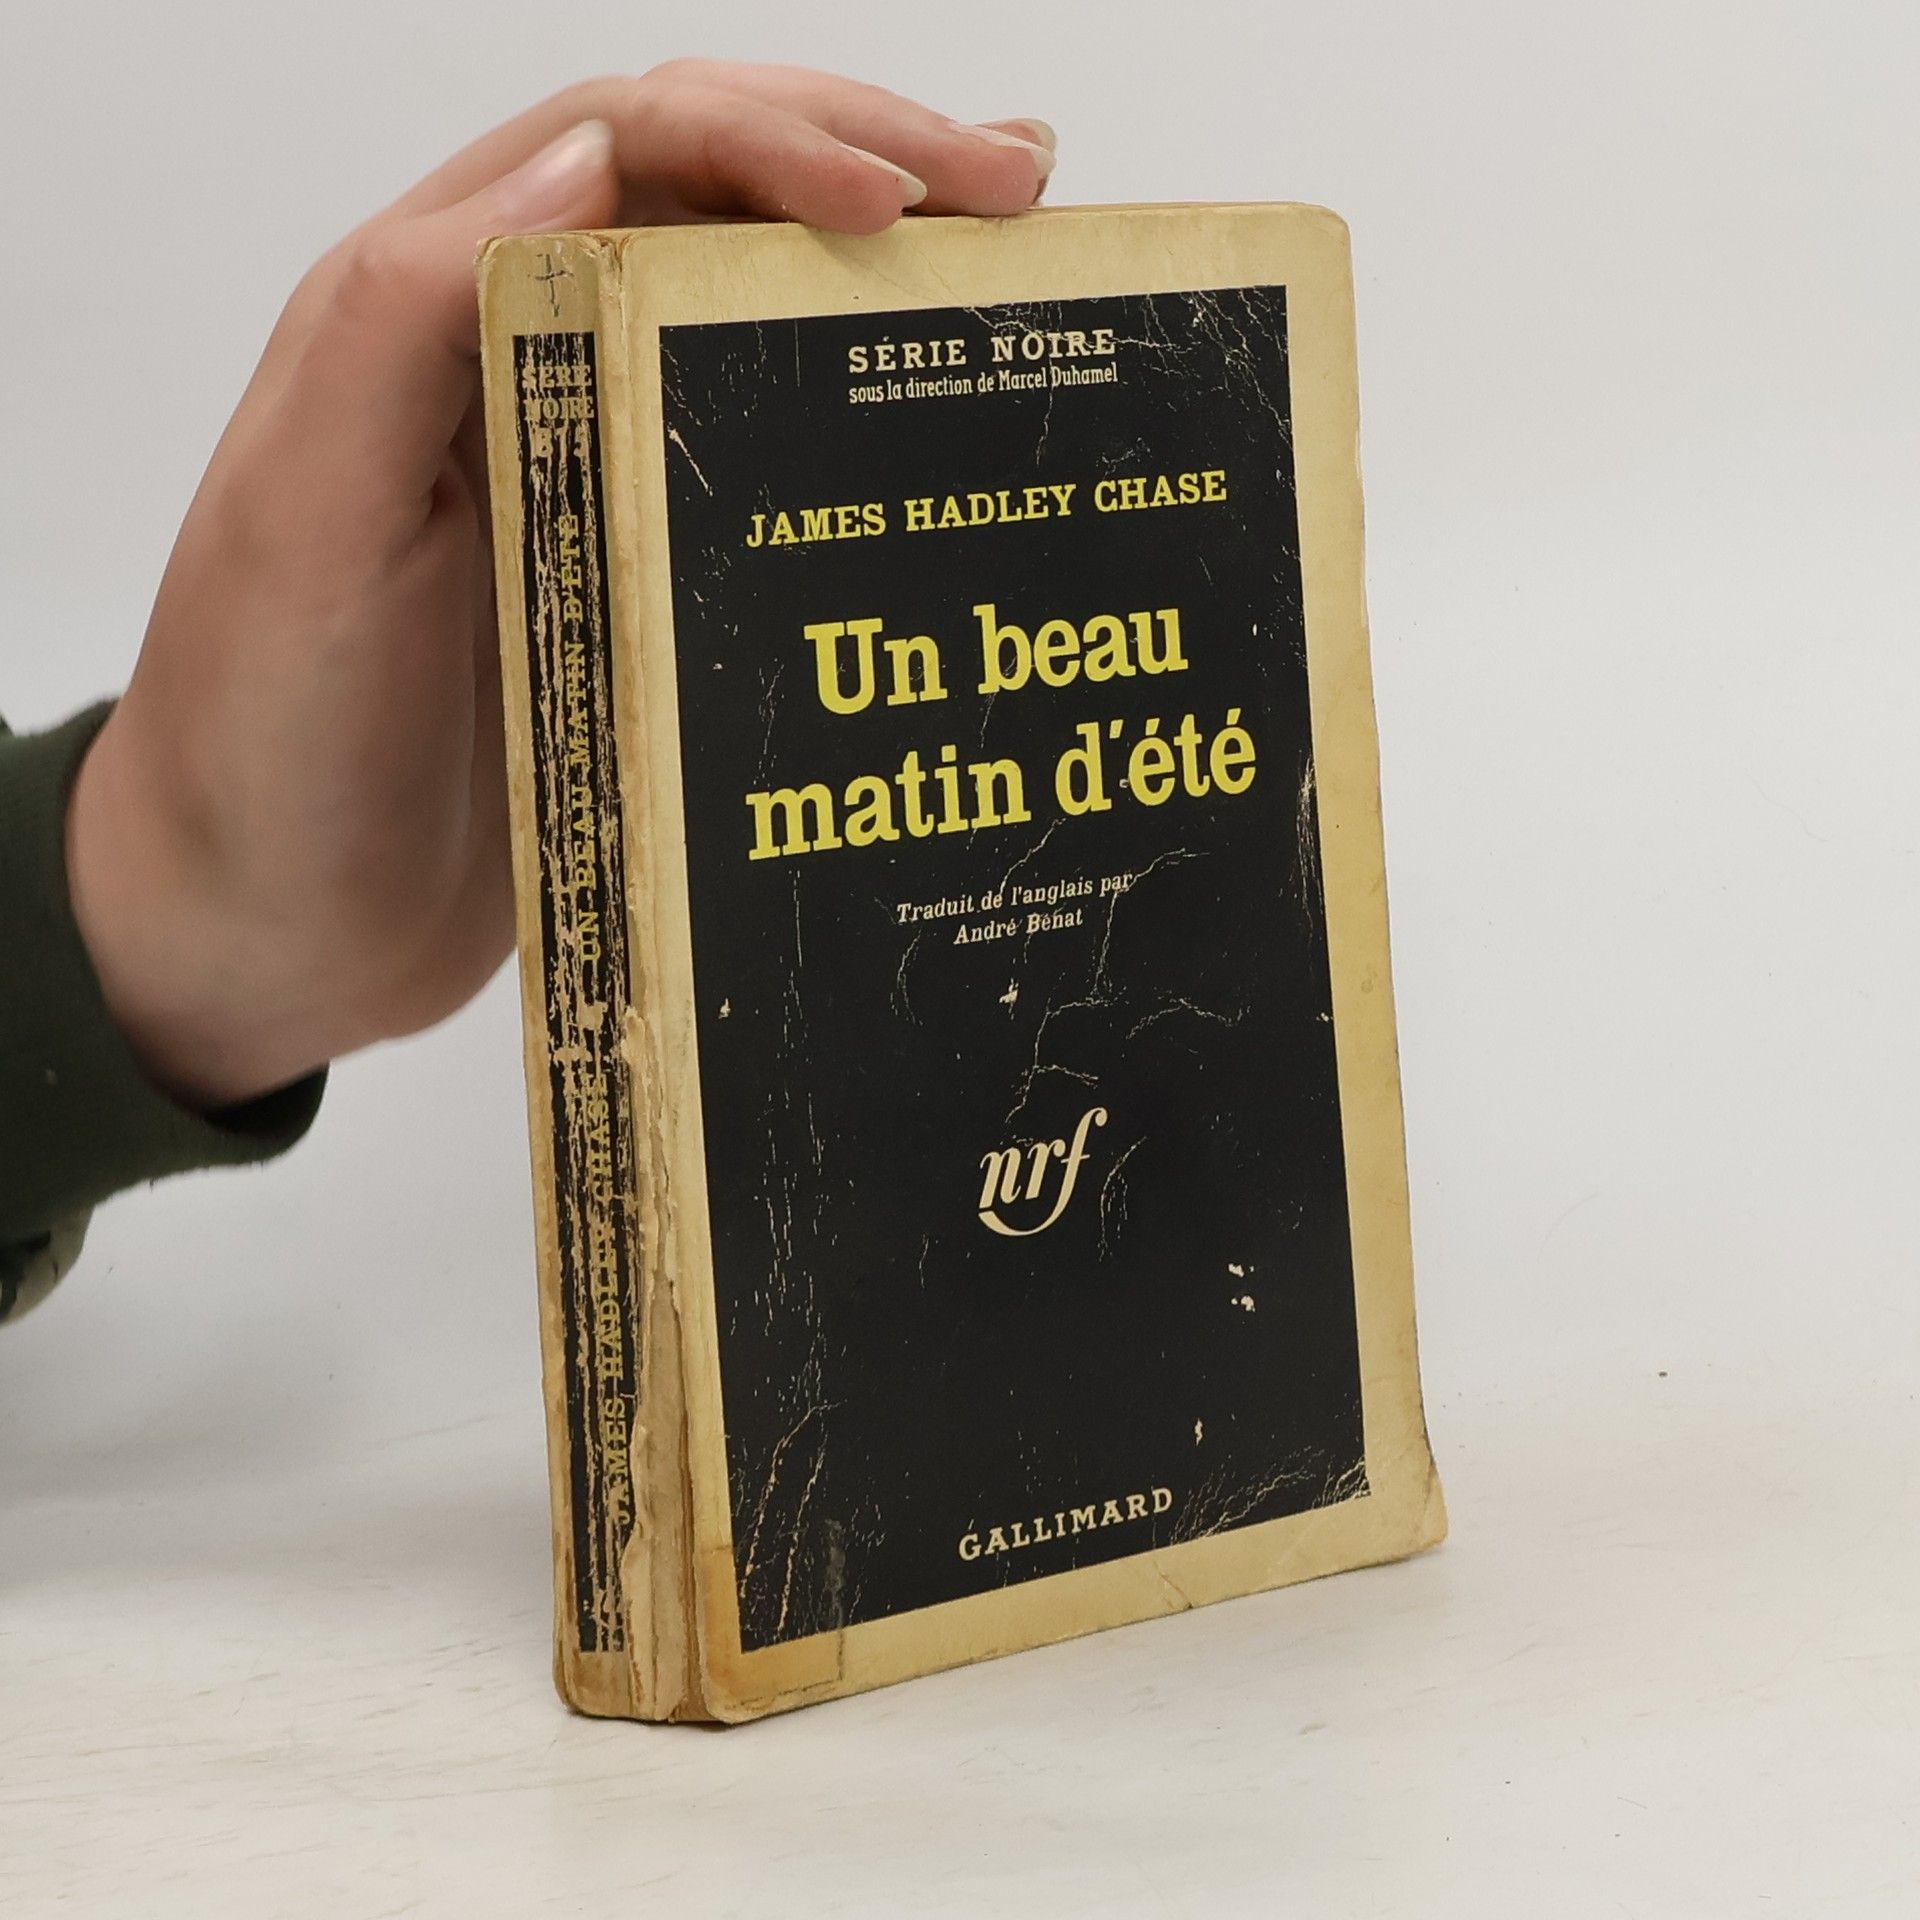 SÉRIE NOIRE
sous la direction de Marcel Duhamel
JAMES HADLEY CHASE
Un beau
matin d'été
Traduit de l'anglais par
André Bénat
nrf
GALLIMARD
SÉRIE
NOIRE
JAMES HADLEY CHASE UN BEAU MATIN D'ÉTÉ